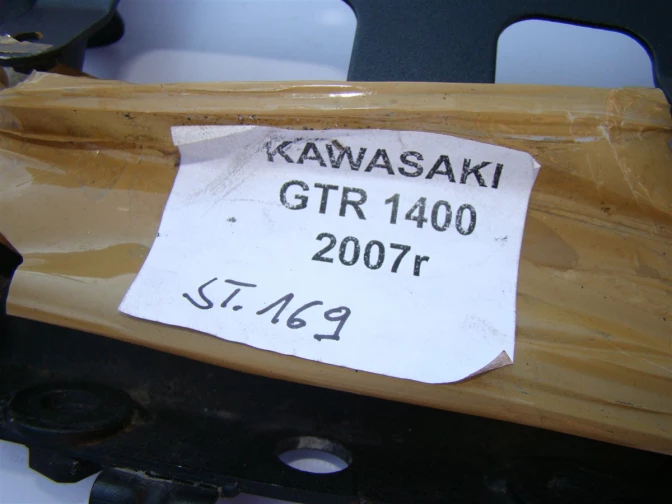 KAWASAKI
GTR 1400
2007r
ST. 169